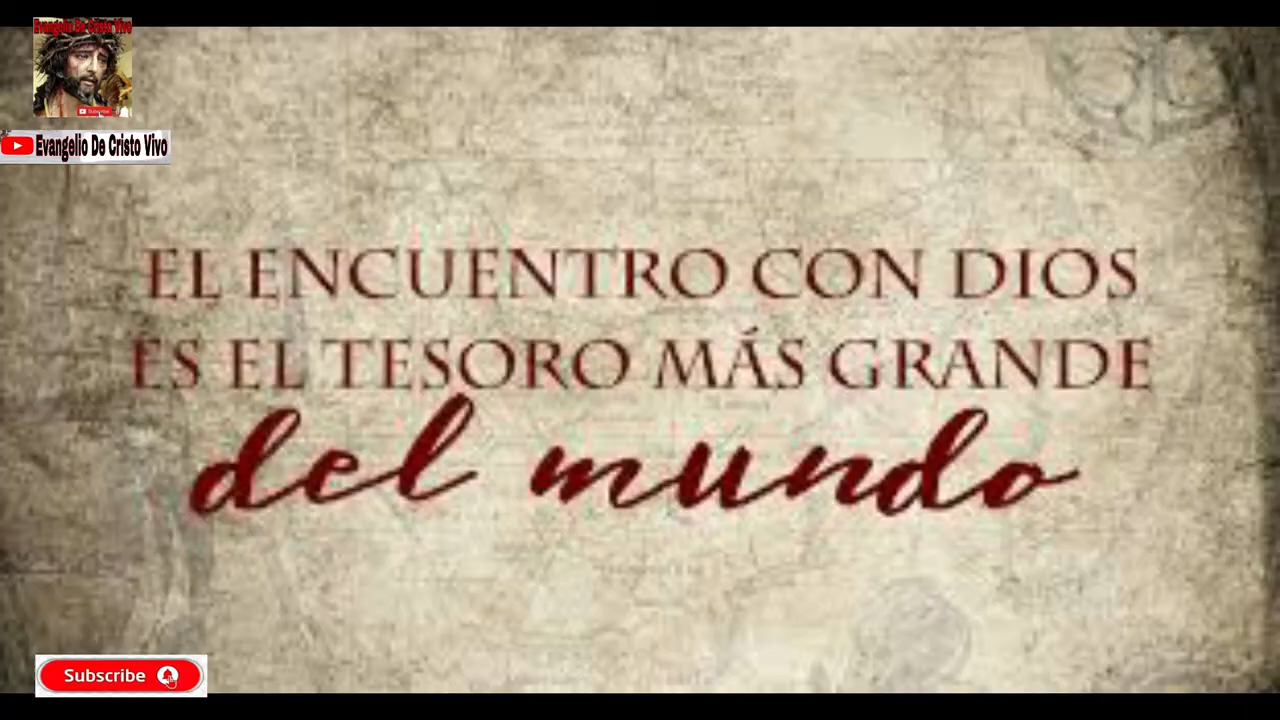 Evangelio De Cristo Vivo
Subscribe
Evangelio De Cristo Vivo
EL ENCUENTRO CON DIOS
ES EL TESORO MÁS GRANDE
del mundo
Subscribe